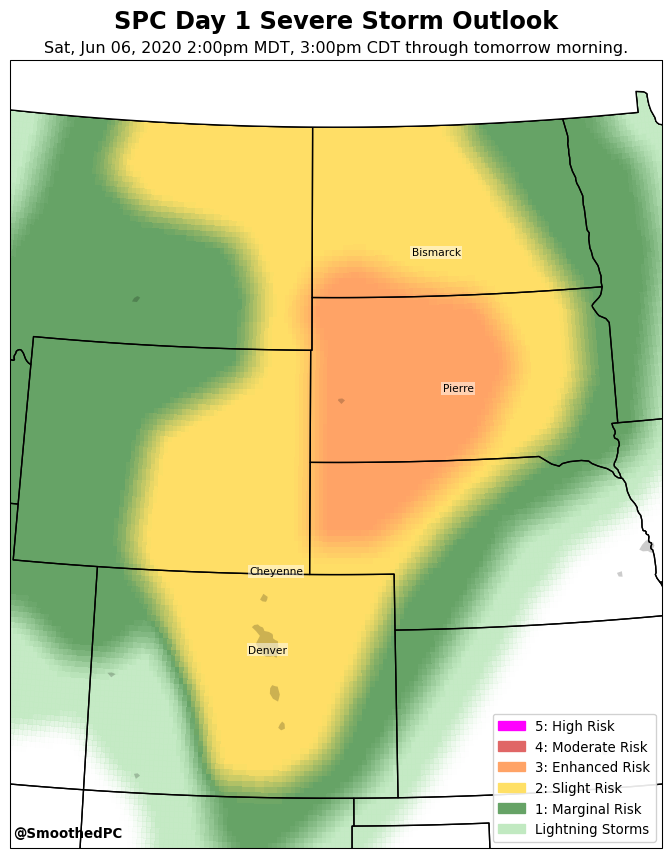 SPC Day 1 Severe Storm Outlook
Sat, Jun 06, 2020 2:00pm MDT, 3:00pm CDT through tomorrow morning.
Bismarck
Pierre
Cheyenne
Denver
5: High Risk
4: Moderate Risk
3: Enhanced Risk
2: Slight Risk
1: Marginal Risk
Lightning Storms
@SmoothedPC